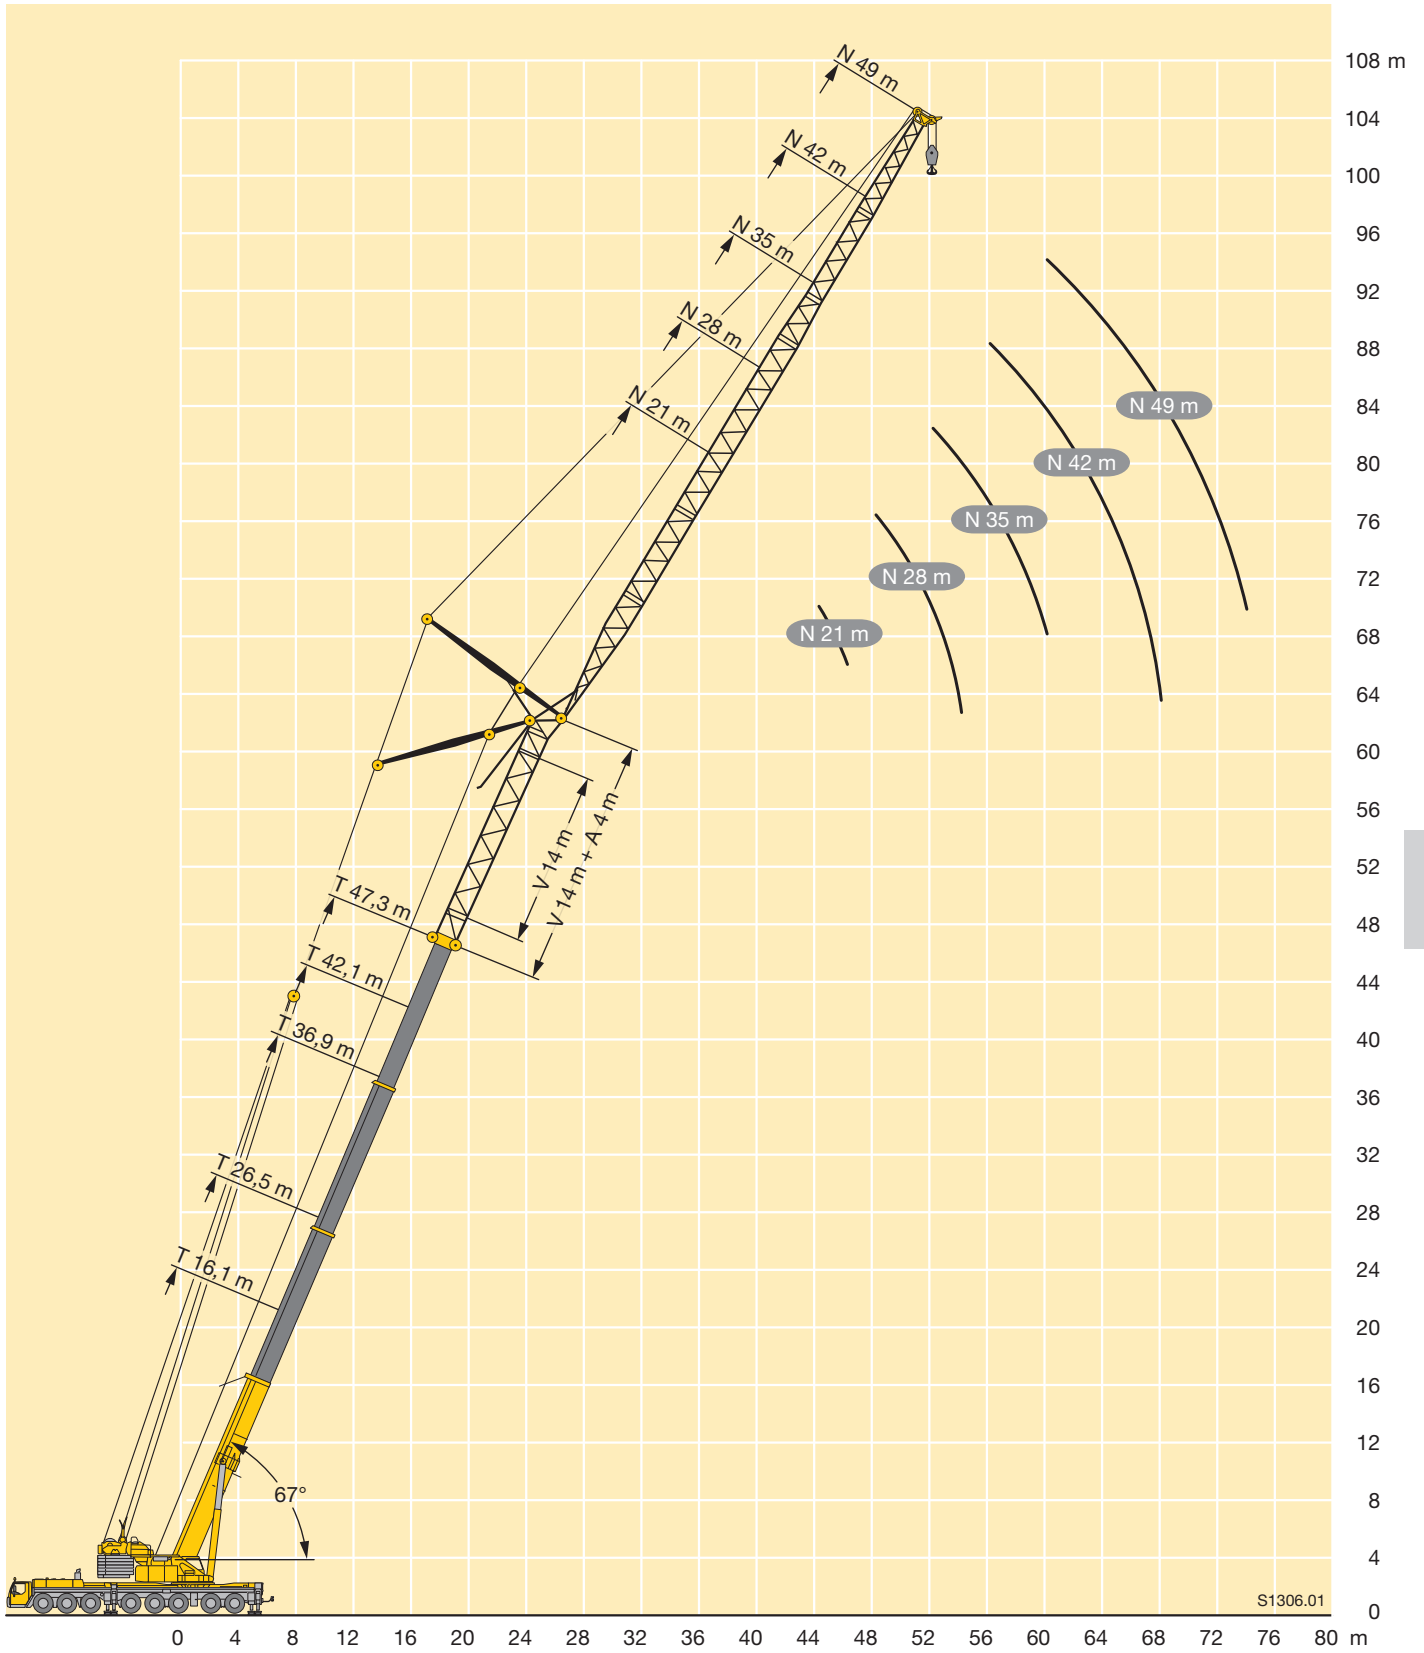 108 m
N 49 m
104
N 42 m
100
N 35 m
96
92
N 28 m
88
N 21 m
84
N 49 m
80
N 42 m
76
N 35 m
72
N 28 m
68
N 21 m
64
60
56
V 14 m
V 14 m + A 4 m
52
T 47,3 m
48
T 42,1 m
44
T 36,9 m
40
36
32
T 26,5 m
28
T 16,1 m
24
20
16
12
67°
8
4
S1306.01
0
0 4 8 12 16 20 24 28 32 36 40 44 48 52 56 60 64 68 72 76 80 m